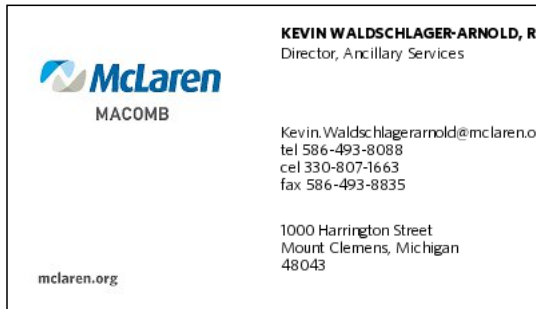 KEVIN WALDSCHLAGER-ARNOLD, R
Director, Ancillary Services
McLaren
MACOMB
Kevin.Waldschlagerarnold@mclaren.o
tel 586-493-8088
cel 330-807-1663
fax 586-493-8835
1000 Harrington Street
Mount Clemens, Michigan
48043
mclaren.org